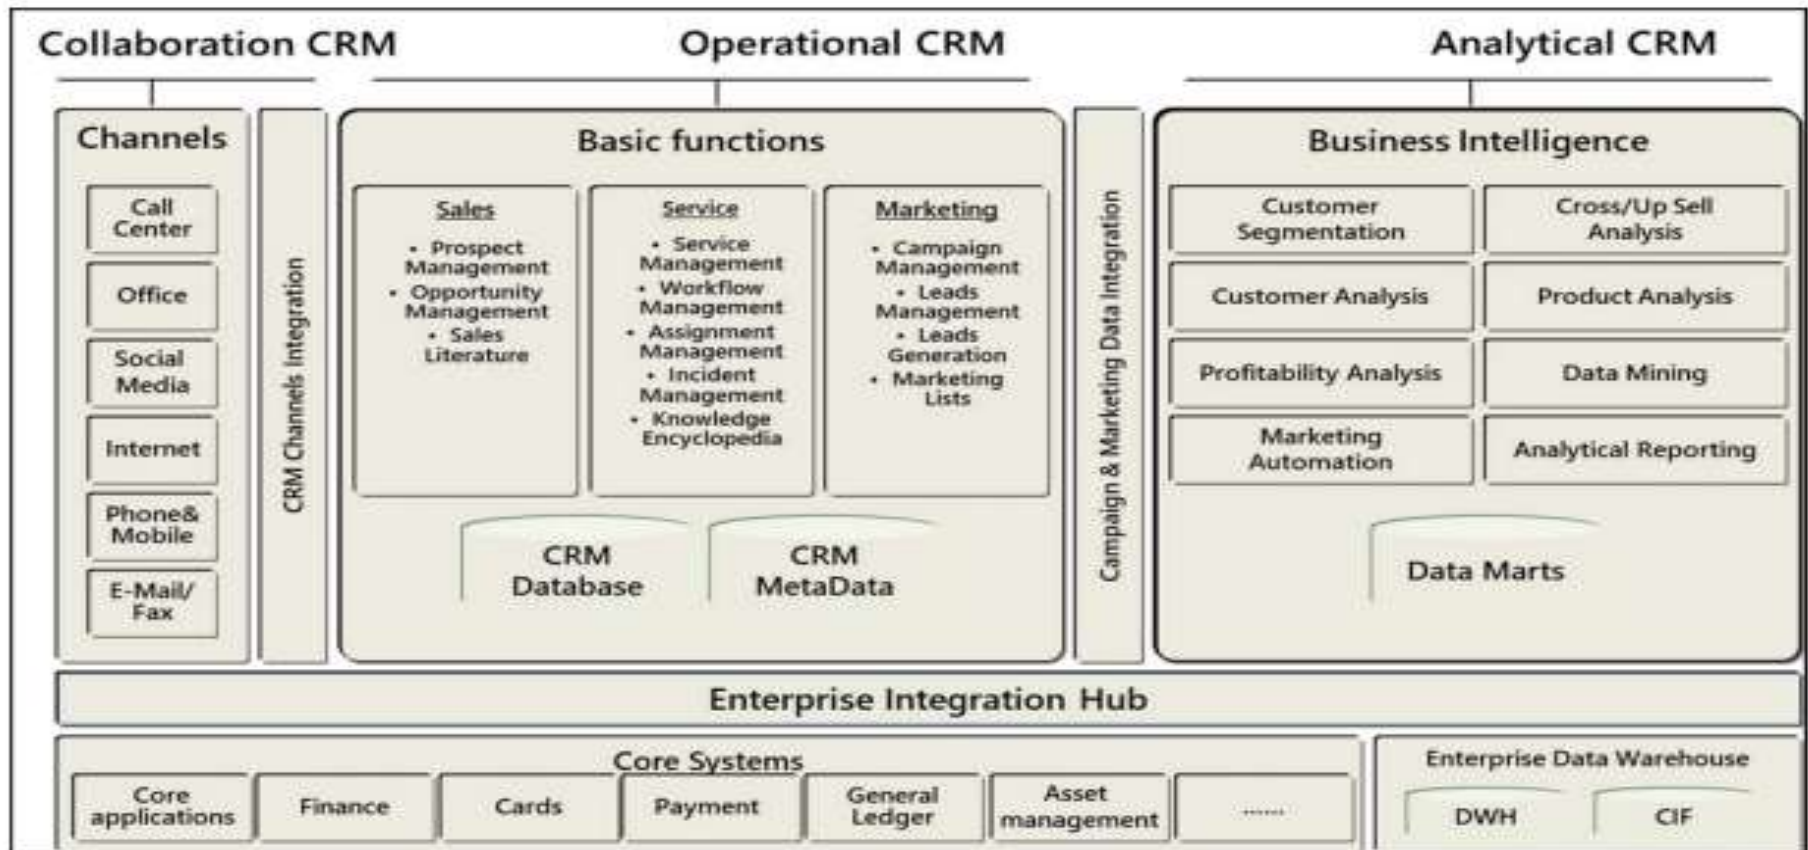 Collaboration CRM
Operational CRM
Analytical CRM
Channels
Call
Center
Office
Social
Media
Internet
Phone&
Mobile
E-Mail/
Fax
CRM Channels Integration
Basic functions
Sales
• Prospect
Management
• Opportunity
Management
• Sales
Literature
Service
• Service
Management
• Workflow
Management
• Assignment
Management
• Incident
Management
• Knowledge
Encyclopedia
Marketing
• Campaign
Management
• Leads
Management
• Leads
Generation
• Marketing
Lists
CRM
Database
CRM
MetaData
Campaign & Marketing Data Integration
Business Intelligence
Customer
Segmentation
Cross/Up Sell
Analysis
Customer Analysis
Product Analysis
Profitability Analysis
Data Mining
Marketing
Automation
Analytical Reporting
Data Marts
Enterprise Integration Hub
Core Systems
Core
applications
Finance
Cards
Payment
General
Ledger
Asset
management
......
Enterprise Data Warehouse
DWH
CIF